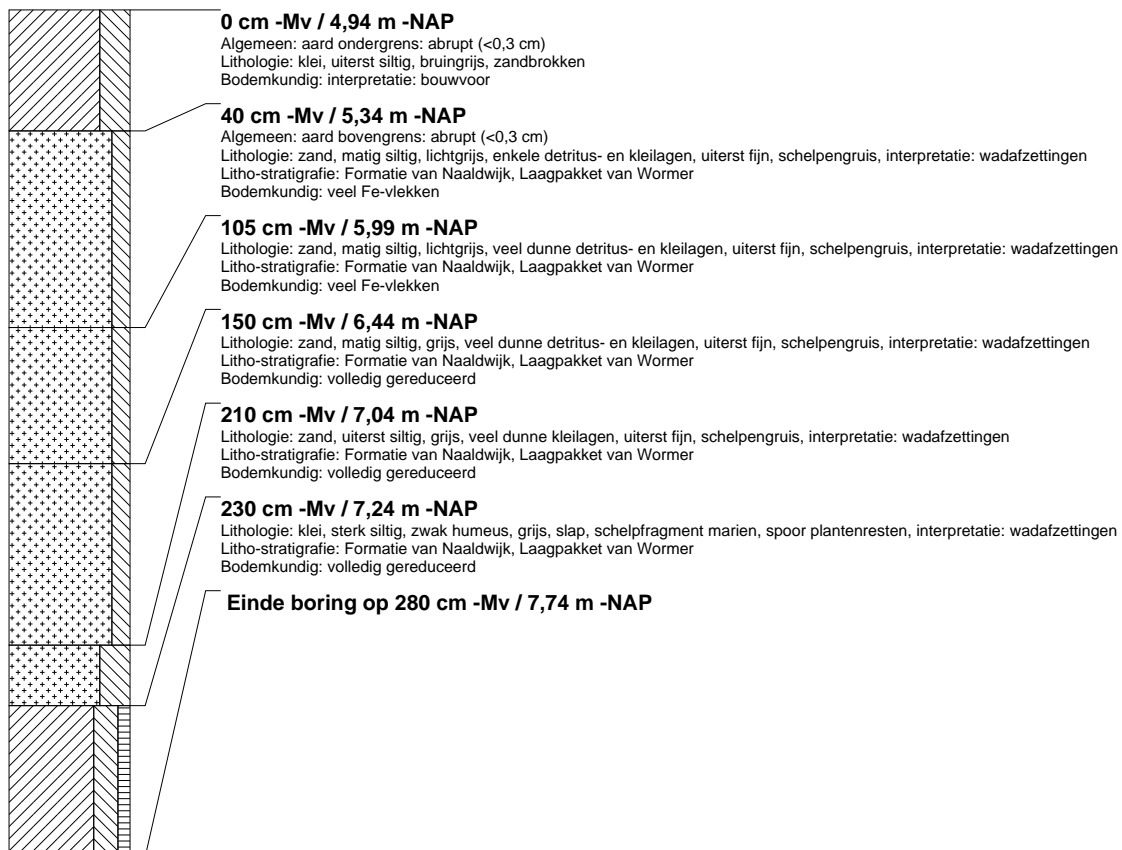 0 cm -Mv / 4,94 m -NAP
Algemeen: aard ondergrens: abrupt (<0,3 cm)
Lithologie: klei, uiterst siltig, bruingrijs, zandbrokken
Bodemkundig: interpretatie: bouwvoor
40 cm -Mv / 5,34 m -NAP
Algemeen: aard bovengrens: abrupt (<0,3 cm)
Lithologie: zand, matig siltig, lichtgrijs, enkele detritus- en kleilagen, uiterst fijn, schelpengruis, interpretatie: wadafzettingen
Litho-stratigrafie: Formatie van Naaldwijk, Laagpakket van Wormer
Bodemkundig: veel Fe-vlekken
105 cm -Mv / 5,99 m -NAP
Lithologie: zand, matig siltig, lichtgrijs, veel dunne detritus- en kleilagen, uiterst fijn, schelpengruis, interpretatie: wadafzettingen
Litho-stratigrafie: Formatie van Naaldwijk, Laagpakket van Wormer
Bodemkundig: veel Fe-vlekken
150 cm -Mv / 6,44 m -NAP
Lithologie: zand, matig siltig, grijs, veel dunne detritus- en kleilagen, uiterst fijn, schelpengruis, interpretatie: wadafzettingen
Litho-stratigrafie: Formatie van Naaldwijk, Laagpakket van Wormer
Bodemkundig: volledig gereduceerd
210 cm -Mv / 7,04 m -NAP
Lithologie: zand, uiterst siltig, grijs, veel dunne kleilagen, uiterst fijn, schelpengruis, interpretatie: wadafzettingen
Litho-stratigrafie: Formatie van Naaldwijk, Laagpakket van Wormer
Bodemkundig: volledig gereduceerd
230 cm -Mv / 7,24 m -NAP
Lithologie: klei, sterk siltig, zwak humeus, grijs, slap, schelpfragment marien, spoor plantenresten, interpretatie: wadafzettingen
Litho-stratigrafie: Formatie van Naaldwijk, Laagpakket van Wormer
Bodemkundig: volledig gereduceerd
Einde boring op 280 cm -Mv / 7,74 m -NAP